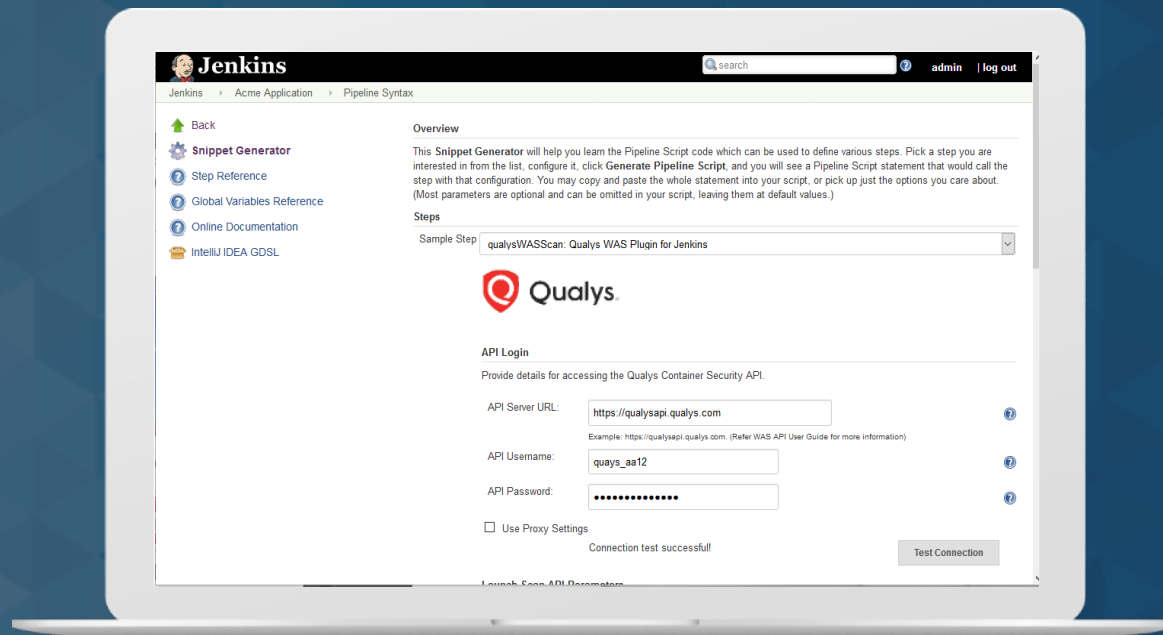 Jenkins
search
admin | log out
Jenkins Acme Application Pipeline Syntax
Back
Snippet Generator
Step Reference
Global Variables Reference
Online Documentation
IntelliJ IDEA GDSL
Overview
This Snippet Generator will help you learn the Pipeline Script code which can be used to define various steps. Pick a step you are
interested in from the list, configure it, click Generate Pipeline Script, and you will see a Pipeline Script statement that would call the
step with that configuration. You may copy and paste the whole statement into your script, or pick up just the options you care about.
(Most parameters are optional and can be omitted in your script, leaving them at default values.)
Steps
Sample Step qualysWASScan: Qualys WAS Plugin for Jenkins
Qualys.
API Login
Provide details for accessing the Qualys Container Security API.
API Server URL: https://qualysapi.qualys.com
Example: https://qualysapi.qualys.com. (Refer WAS API User Guide for more information)
API Username: quays_aa12
API Password: ••••••••••••••
Use Proxy Settings
Connection test successful!
Test Connection
Launch Scan API Parameters